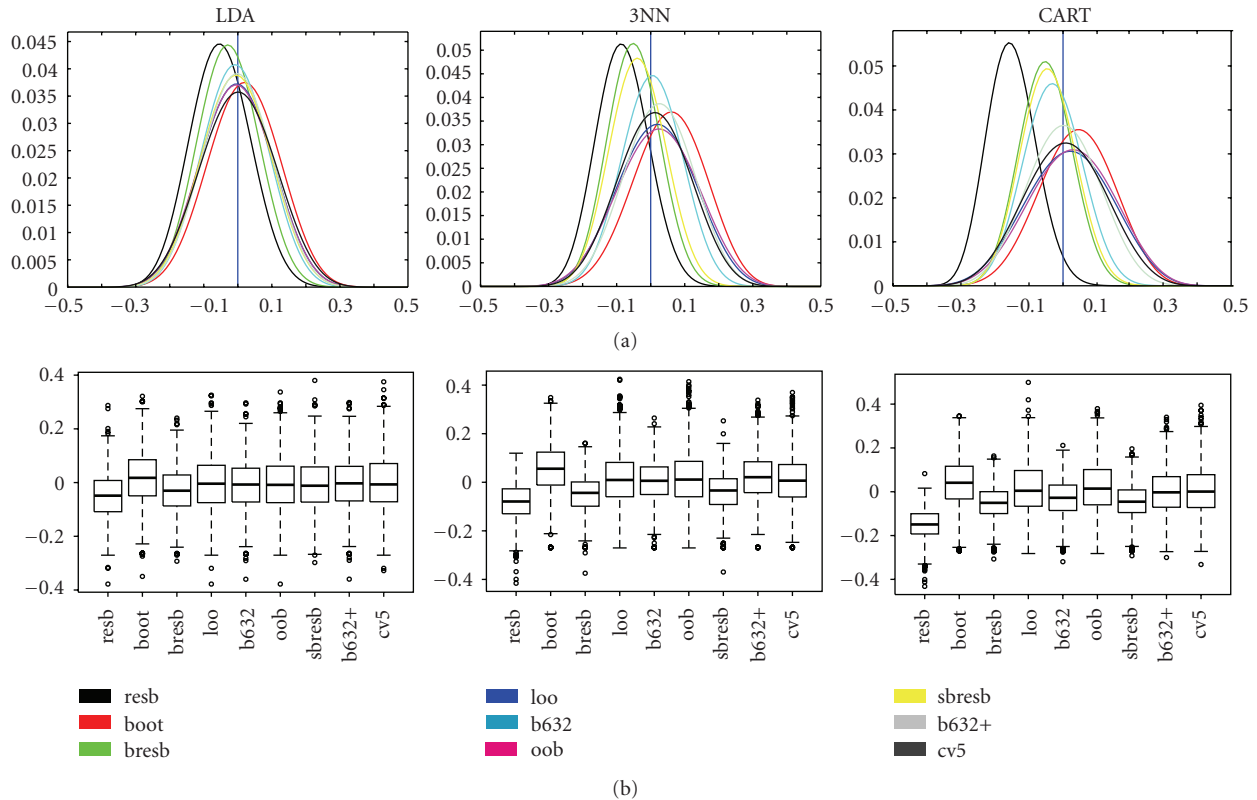 LDA
3NN
CART
0.045
0.04
0.035
0.03
0.025
0.02
0.015
0.01
0.005
0
−0.5 −0.3 −0.1 0.1 0.3 0.5
0.05
0.045
0.04
0.035
0.03
0.025
0.02
0.015
0.01
0.005
0
−0.5 −0.3 −0.1 0.1 0.3 0.5
0.05
0.04
0.03
0.02
0.01
0
−0.5 −0.3 −0.1 0.1 0.3 0.5
(a)
0.4
0.2
0
−0.2
−0.4
resb
boot
bresb
loo
b632
oob
sbresb
b632+
cv5
0.4
0.2
0
−0.2
−0.4
resb
boot
bresb
loo
b632
oob
sbresb
b632+
cv5
0.4
0.2
0
−0.2
−0.4
resb
boot
bresb
loo
b632
oob
sbresb
b632+
cv5
resb
boot
bresb
loo
b632
oob
sbresb
b632+
cv5
(b)